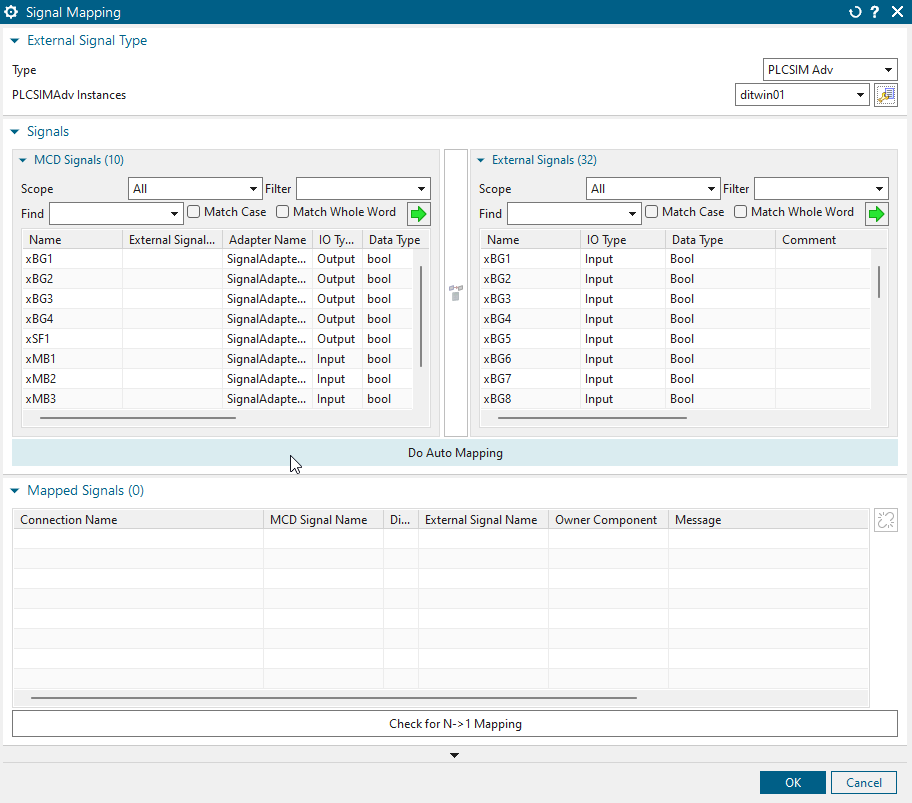 Signal Mapping
External Signal Type
Type PLCSIM Adv
PLCSIMAdv Instances ditwin01
Signals
MCD Signals (10) External Signals (32)
Scope All Filter Scope All Filter
Find Match Case Match Whole Word Find Match Case Match Whole Word
Name External Signal... Adapter Name IO Ty... Data Type Name IO Type Data Type Comment
xBG1 SignalAdapte... Output bool xBG1 Input Bool
xBG2 SignalAdapte... Output bool xBG2 Input Bool
xBG3 SignalAdapte... Output bool xBG3 Input Bool
xBG4 SignalAdapte... Output bool xBG4 Input Bool
xSF1 SignalAdapte... Output bool xBG5 Input Bool
xMB1 SignalAdapte... Input bool xBG6 Input Bool
xMB2 SignalAdapte... Input bool xBG7 Input Bool
xMB3 SignalAdapte... Input bool xBG8 Input Bool
Do Auto Mapping
Mapped Signals (0)
Connection Name MCD Signal Name Di... External Signal Name Owner Component Message
Check for N->1 Mapping
OK Cancel